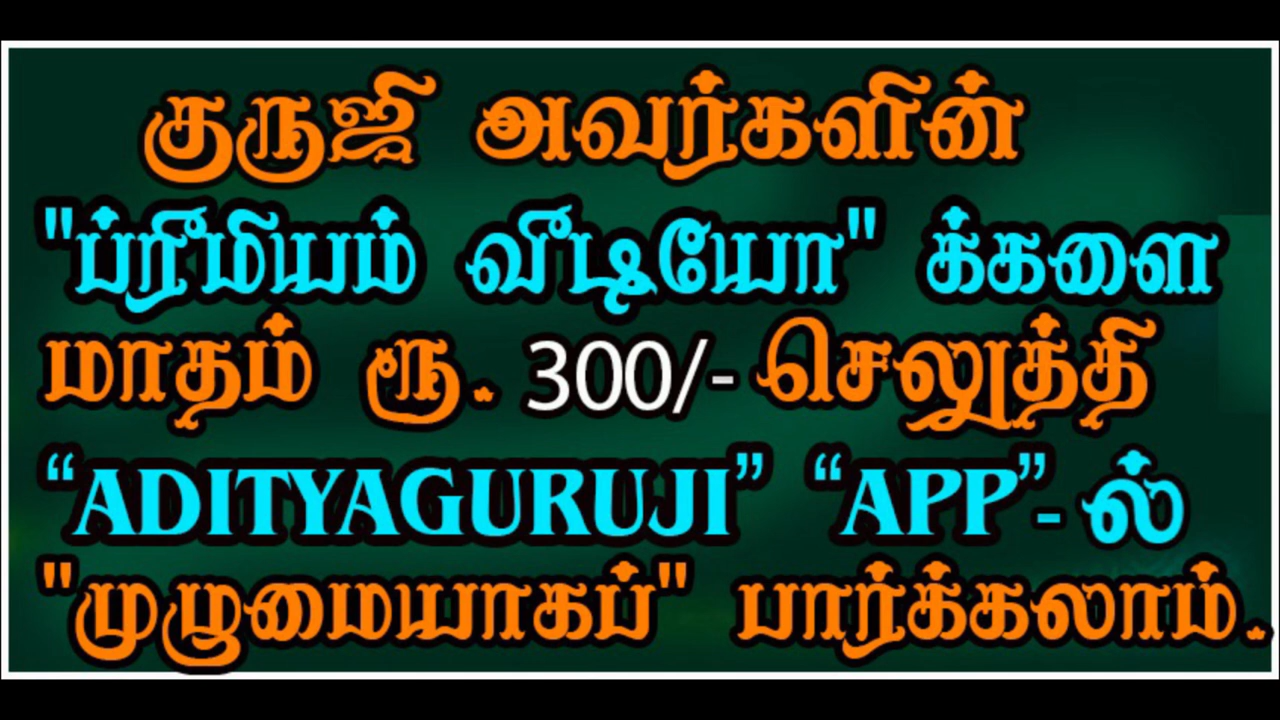 குருஜி அவர்களின்
"ப்ரீமியம் வீடியோ" க்களை
மாதம் ரூ. 300/- செலுத்தி
“ADITYAGURUJI” “APP”-ல்
"முழுமையாகப்" பார்க்கலாம்.